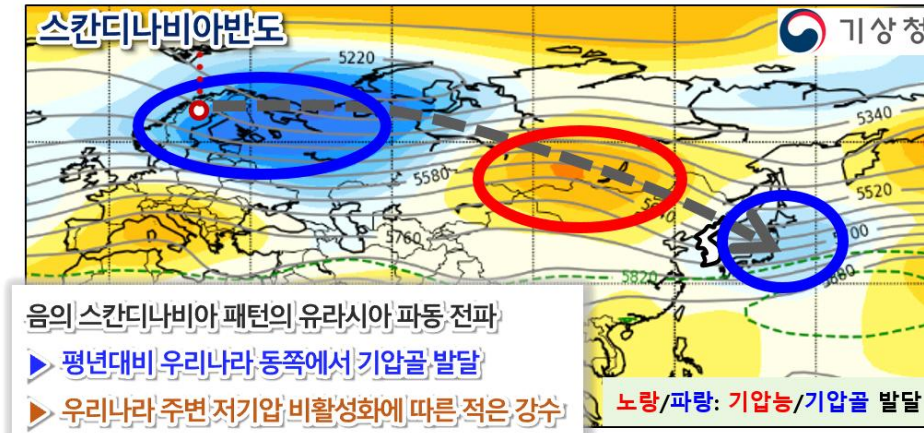 스칸디나비아반도
기상청
5220
5340
5580
5520
5700
5760
5820
5880
음의 스칸디나비아 패턴의 유라시아 파동 전파
▶ 평년대비 우리나라 동쪽에서 기압골 발달
▶ 우리나라 주변 저기압 비활성화에 따른 적은 강수
노랑/파랑: 기압능/기압골 발달